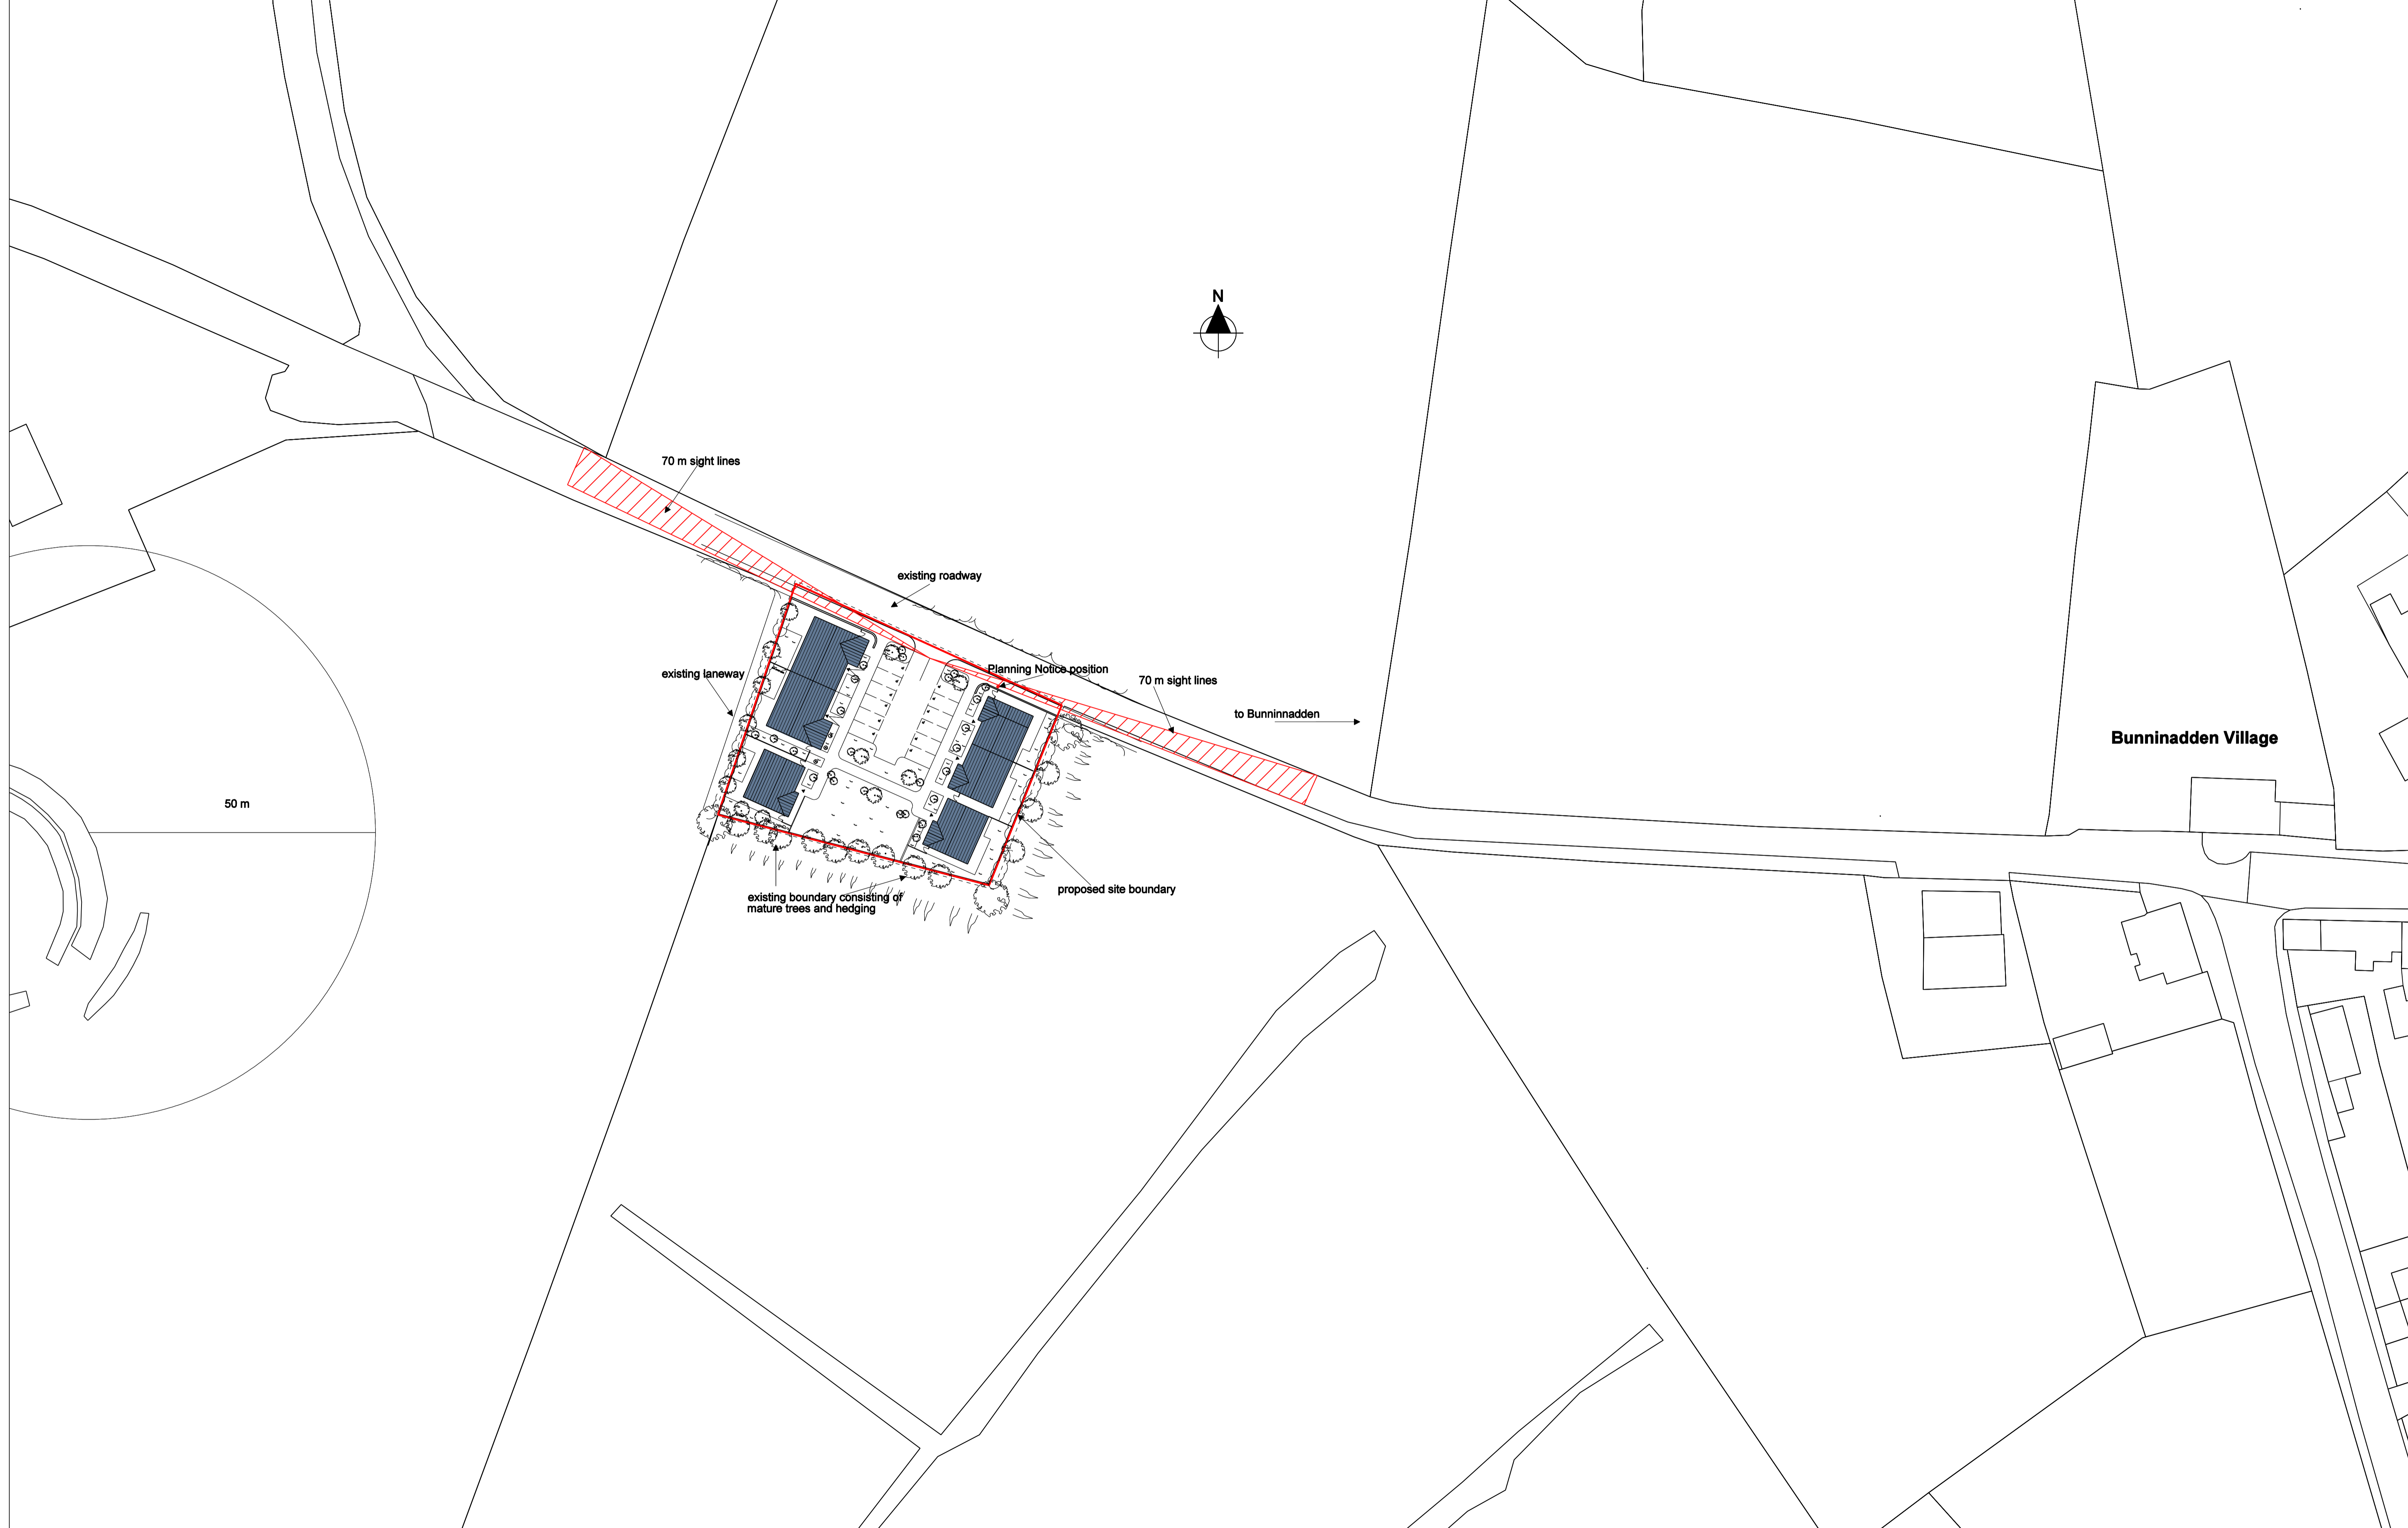 N
70 m sight lines
existing roadway
Planning Notice position
existing laneway
70 m sight lines
to Bunninnadden
Bunninadden Village
50 m
proposed site boundary
existing boundary consisting of
mature trees and hedging